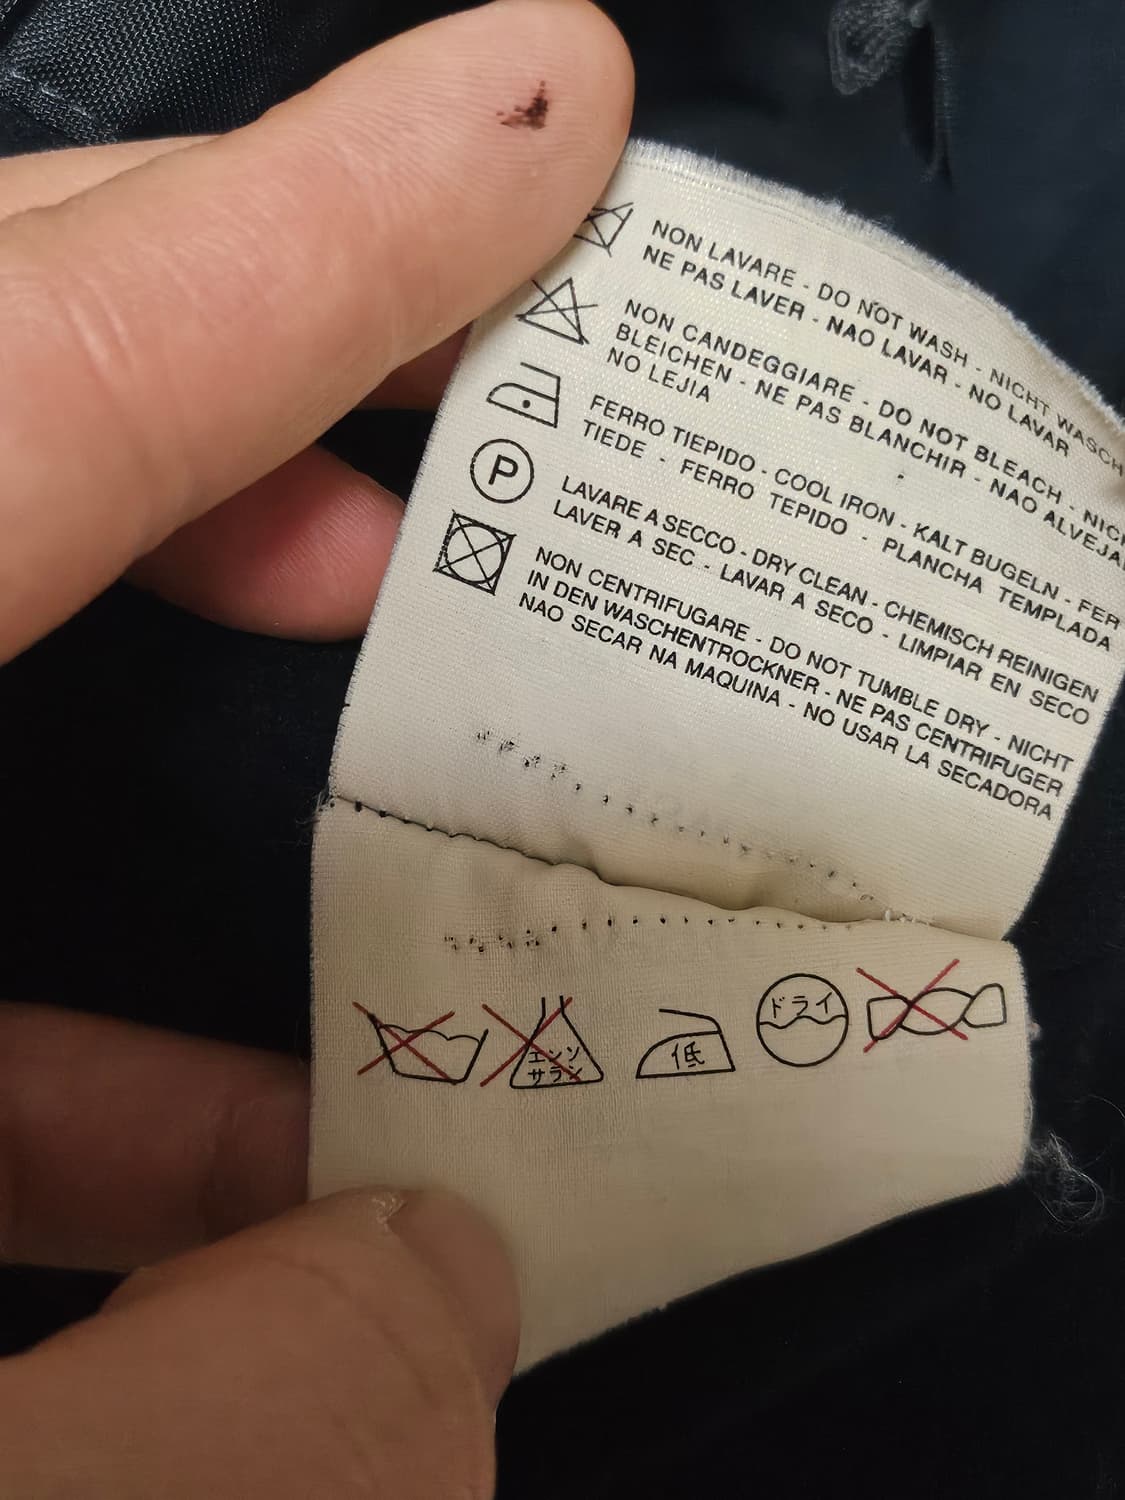 NON LAVARE - DO NOT WASH - NICHT WASCH
NE PAS LAVER - NAO LAVAR - NO LAVAR
NON CANDEGGIARE - DO NOT BLEACH - NICH
BLEICHEN - NE PAS BLANCHIR - NAO ALVEJA
NO LEJIA
FERRO TIEPIDO - COOL IRON - KALT BUGELN - FER
TIEDE - FERRO TEPIDO - PLANCHA TEMPLADA
P
LAVARE A SECCO - DRY CLEAN - CHEMISCH REINIGEN
LAVER A SEC - LAVAR A SECO - LIMPIAR EN SECO
NON CENTRIFUGARE - DO NOT TUMBLE DRY - NICHT
IN DEN WASCHENTROCKNER - NE PAS CENTRIFUGER
NAO SECAR NA MAQUINA - NO USAR LA SECADORA
エンソ
サラシ
低
ドライ